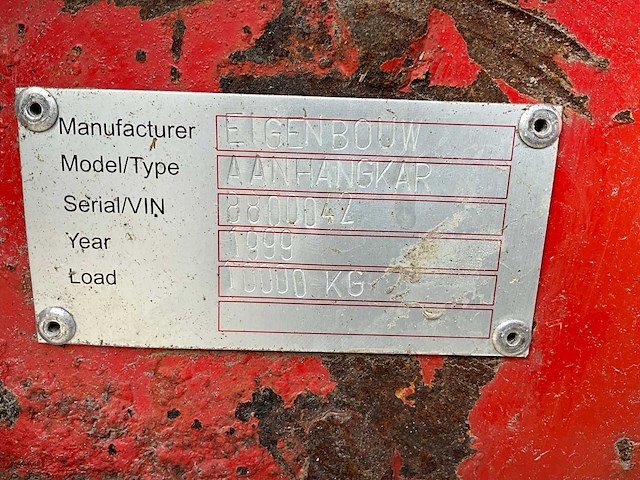 Manufacturer EIGENBOUW
Model/Type AANHANGKAR
Serial/VIN
Year 1999
Load 10000 KG